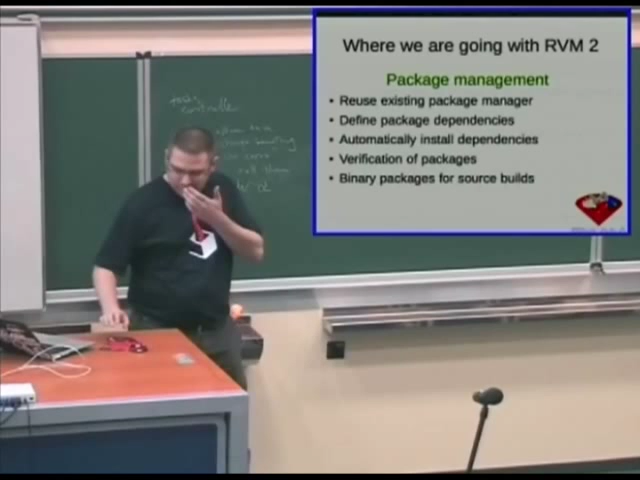 Where we are going with RVM 2
Package management
• Reuse existing package manager
• Define package dependencies
• Automatically install dependencies
• Verification of packages
• Binary packages for source builds